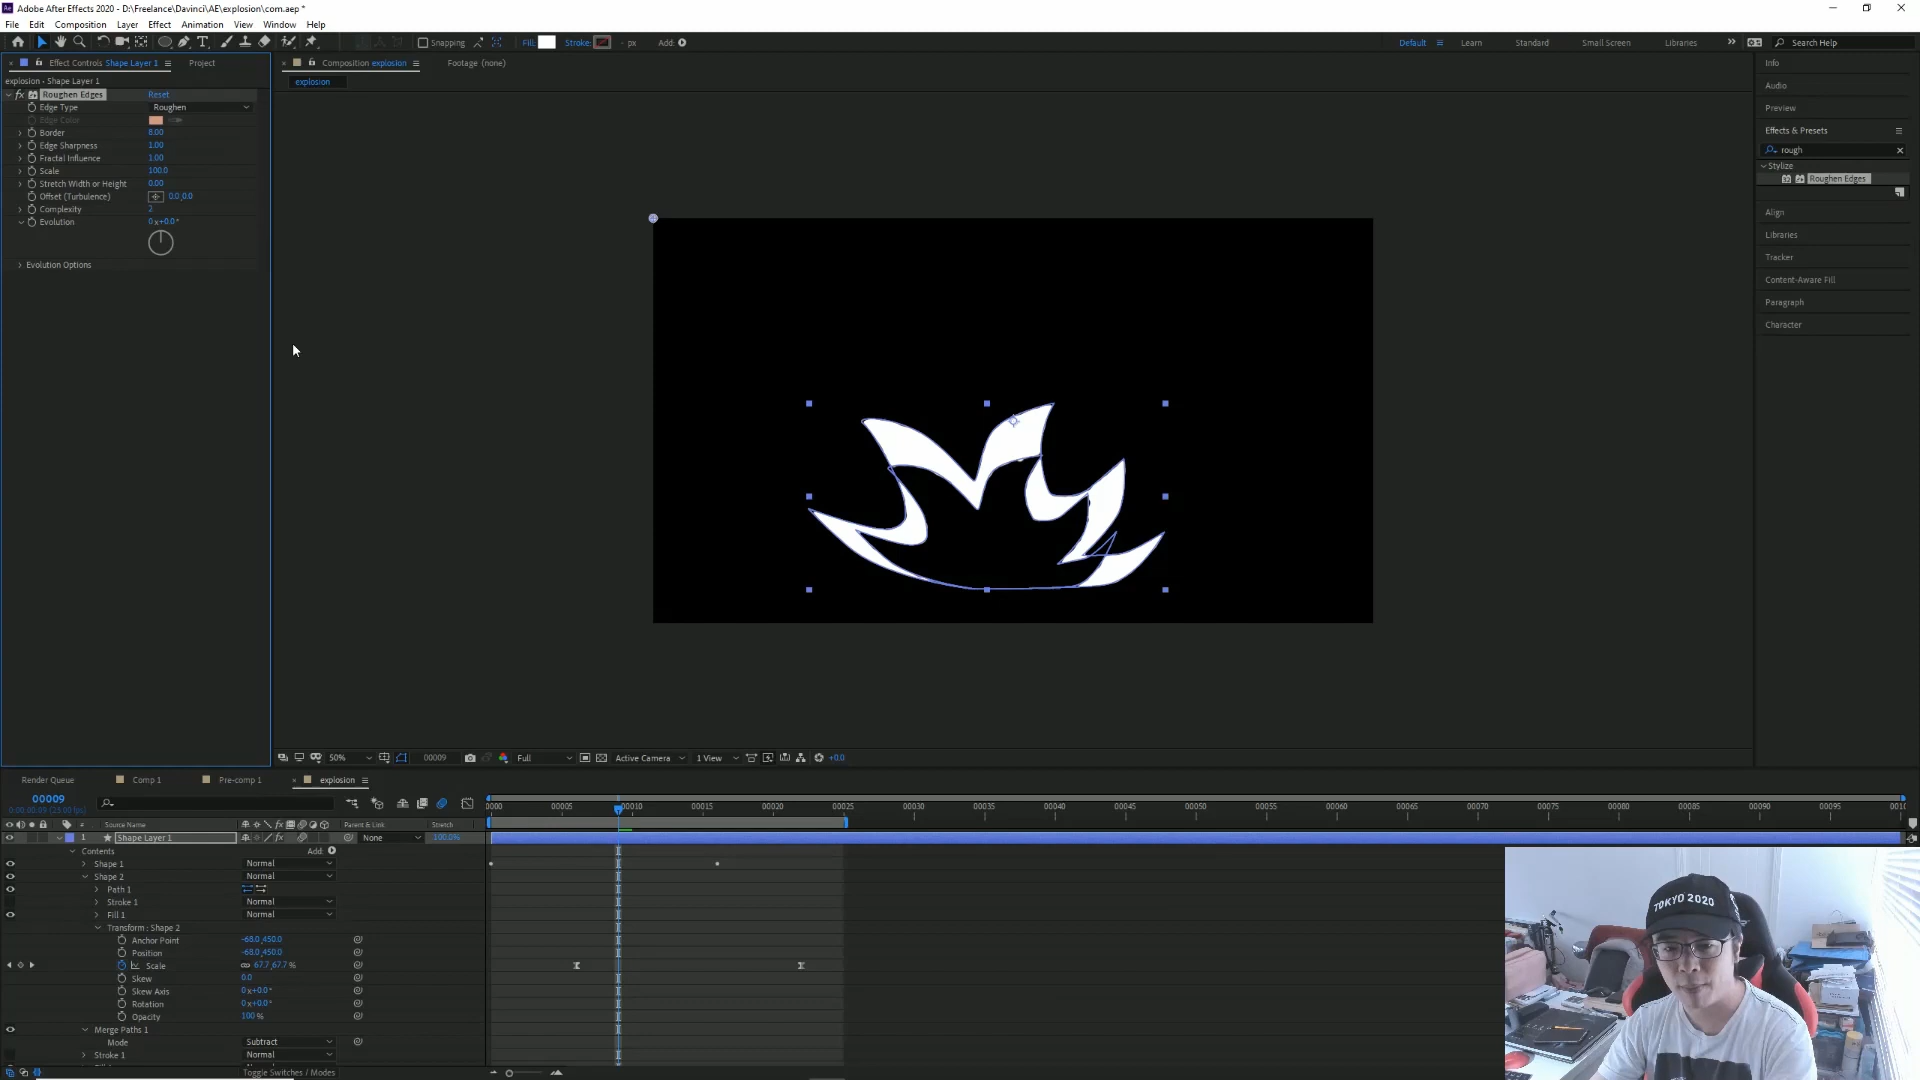 Adobe After Effects 2020 - D:\Freelance\Davinci\AE\explosion\com.aep *
File Edit Composition Layer Effect Animation View Window Help
Snapping Fill: Stroke: - px Add: Default Learn Standard Small Screen Libraries Search Help
Effect Controls Shape Layer 1 Project
Composition explosion Footage (none)
explosion • Shape Layer 1
explosion
fx Roughen Edges Reset
Edge Type Roughen
Edge Color
Border 8.00
Edge Sharpness 1.00
Fractal Influence 1.00
Scale 100.0
Stretch Width or Height 0.00
Offset (Turbulence) 0.0,0.0
Complexity 2
Evolution 0x+0.0°
Evolution Options
Info
Audio
Preview
Effects & Presets
rough
Stylize
Roughen Edges
Align
Libraries
Tracker
Content-Aware Fill
Paragraph
Character
50% 00009 Full Active Camera 1 View +0.0
Render Queue Comp 1 Pre-comp 1 explosion
00009
0000 00005 00010 00015 00020 00025 00030 00035 00040 00045 00050 00055 00060 00065 00070 00075 00080 00085 00090 00095 0010
# Source Name fx Parent & Link Stretch
1 Shape Layer 1 fx None 100.0%
Contents Add:
Shape 1 Normal
Shape 2 Normal
Path 1
Stroke 1 Normal
Fill 1 Normal
Transform : Shape 2
Anchor Point -68.0,450.0
Position -68.0,450.0
Scale 67.7,67.7 %
Skew 0.0
Skew Axis 0x+0.0°
Rotation 0x+0.0°
Opacity 100 %
Merge Paths 1
Mode Subtract
Stroke 1 Normal
Toggle Switches / Modes
TOKYO 2020